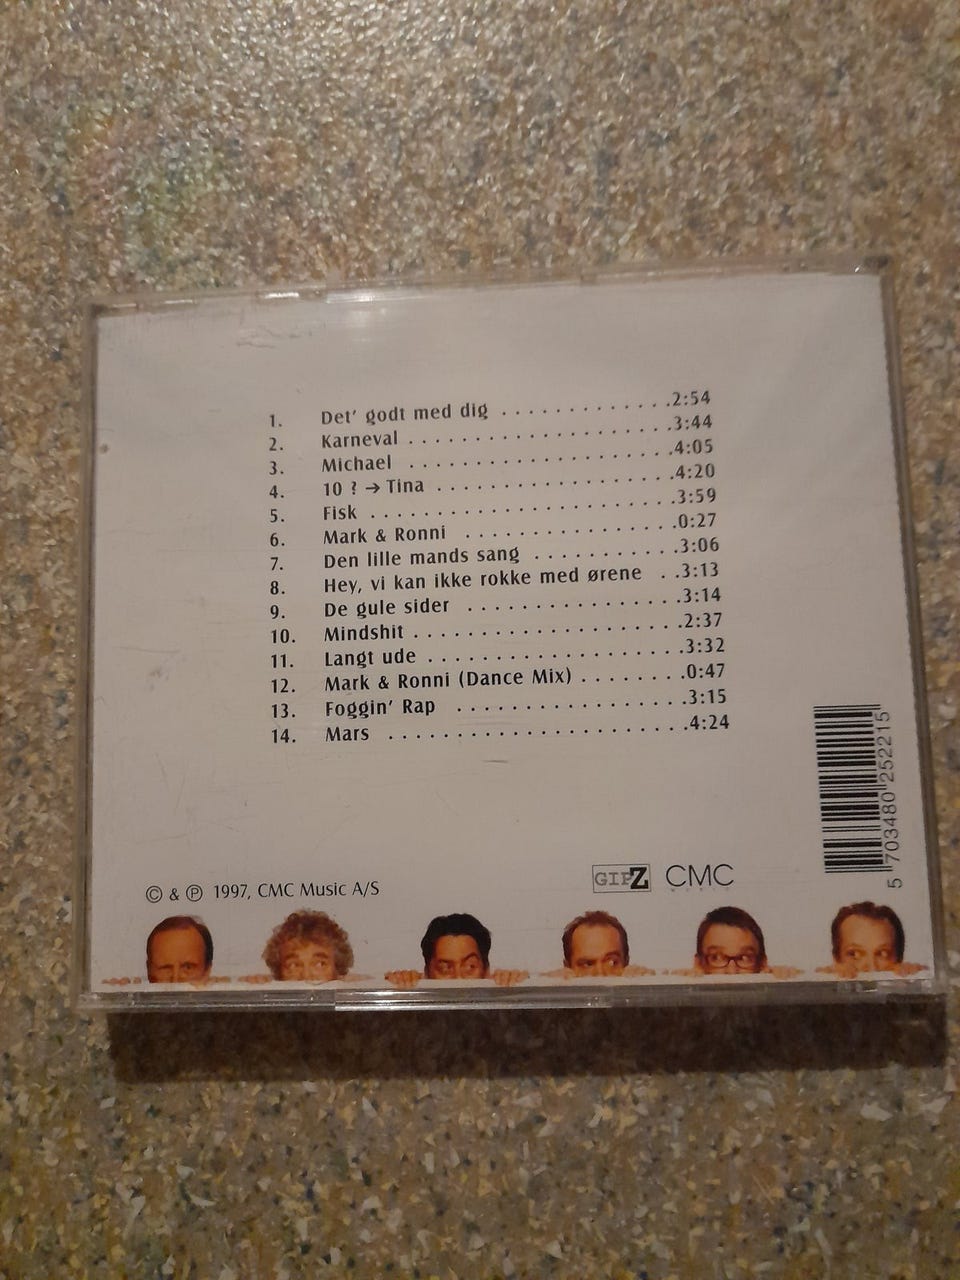 1. Det' godt med dig . . . . . . . . . . . . .2:54
2. Karneval . . . . . . . . . . . . . . . . . . . .3:44
3. Michael . . . . . . . . . . . . . . . . . . . .4:05
4. 10 ? → Tina . . . . . . . . . . . . . . . . . .4:20
5. Fisk . . . . . . . . . . . . . . . . . . . . . . .3:59
6. Mark & Ronni . . . . . . . . . . . . . . . .0:27
7. Den lille mands sang . . . . . . . . . . .3:06
8. Hey, vi kan ikke rokke med ørene . .3:13
9. De gule sider . . . . . . . . . . . . . . . .3:14
10. Mindshit . . . . . . . . . . . . . . . . . . . .2:37
11. Langt ude . . . . . . . . . . . . . . . . . . .3:32
12. Mark & Ronni (Dance Mix) . . . . . . . .0:47
13. Foggin' Rap . . . . . . . . . . . . . . . . . .3:15
14. Mars . . . . . . . . . . . . . . . . . . . . . . .4:24
5 703480 252215
© & ℗ 1997, CMC Music A/S
GIPZ CMC